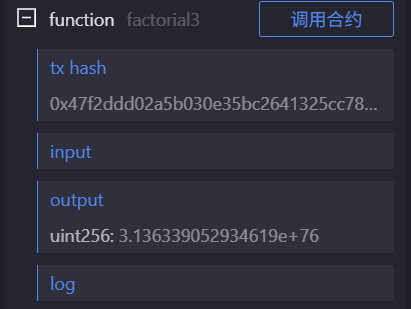 function factorial3 调用合约
tx hash
0x47f2ddd02a5b030e35bc2641325cc78...
input
output
uint256: 3.136339052934619e+76
log